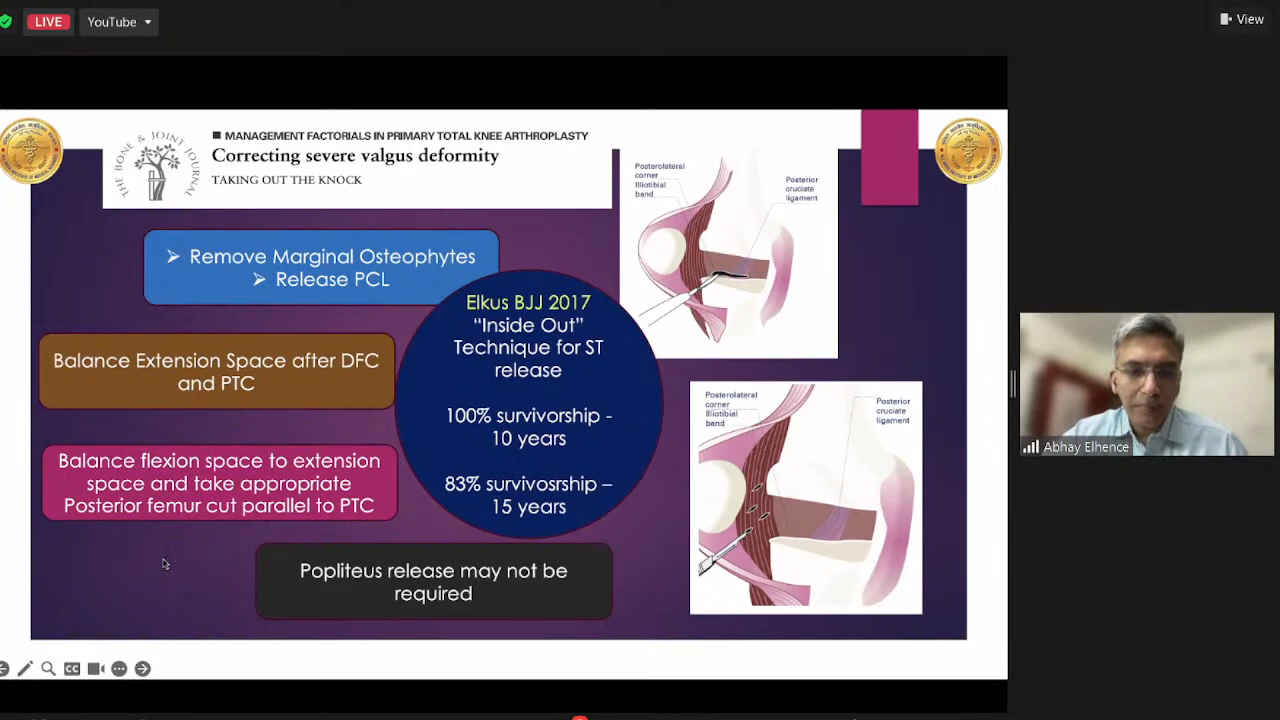 LIVE
YouTube
View
THE BONE & JOINT JOURNAL
MANAGEMENT FACTORIALS IN PRIMARY TOTAL KNEE ARTHROPLASTY
Correcting severe valgus deformity
TAKING OUT THE KNOCK
Remove Marginal Osteophytes
Release PCL
Balance Extension Space after DFC
and PTC
Balance flexion space to extension
space and take appropriate
Posterior femur cut parallel to PTC
Elkus BJJ 2017
“Inside Out”
Technique for ST
release
100% survivorship -
10 years
83% survivosrship –
15 years
Popliteus release may not be
required
Posterolateral
corner
Illiotibial
band
Posterior
cruciate
ligament
Posterolateral
corner
Illiotibial
band
Posterior
cruciate
ligament
Abhay Elhence
CC